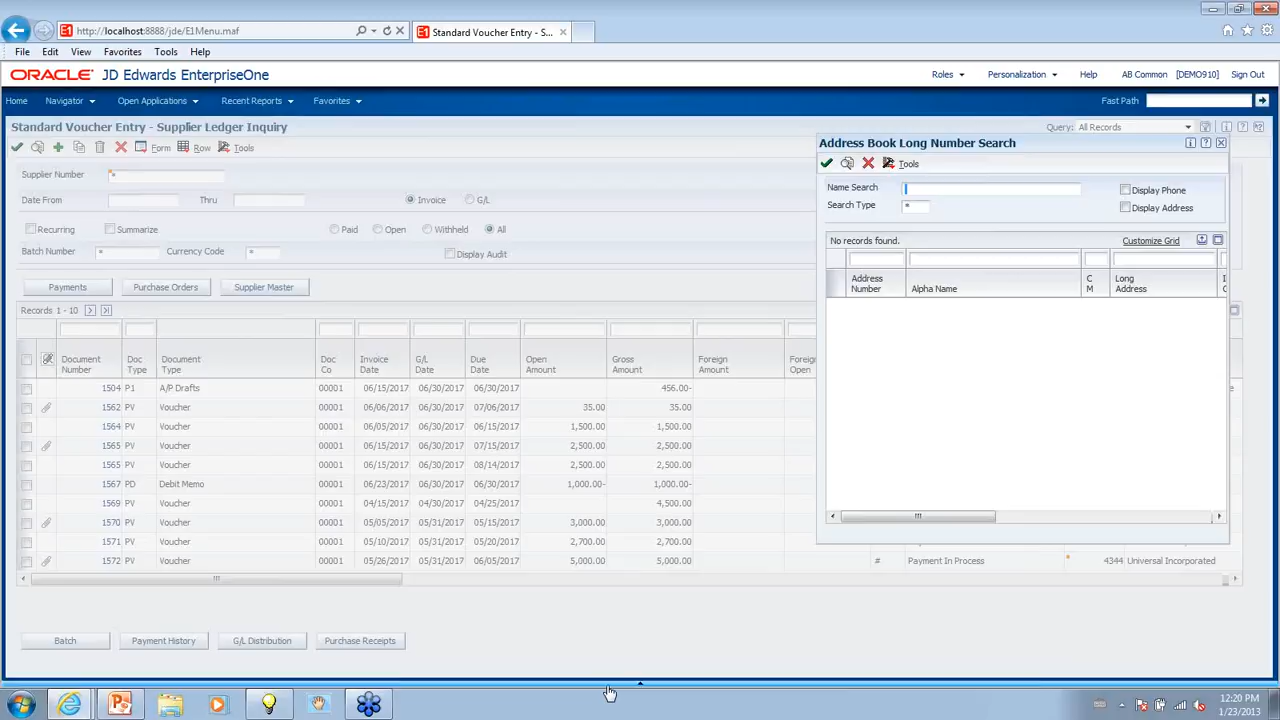 E1 http://localhost:8888/jde/E1Menu.maf
E1 Standard Voucher Entry - S...
File Edit View Favorites Tools Help
ORACLE JD Edwards EnterpriseOne Roles Personalization Help AB Common [DEMO910] Sign Out
Home Navigator Open Applications Recent Reports Favorites Fast Path
Standard Voucher Entry - Supplier Ledger Inquiry Query: All Records
Form Row Tools
Supplier Number *
Date From Thru Invoice G/L
Recurring Summarize Paid Open Withheld All
Batch Number * Currency Code * Display Audit
Payments Purchase Orders Supplier Master
Records 1 - 10
Document Number Doc Type Document Type Doc Co Invoice Date G/L Date Due Date Open Amount Gross Amount Foreign Amount Foreign Open
1504 P1 A/P Drafts 00001 06/15/2017 06/30/2017 06/30/2017 456.00-
1562 PV Voucher 00001 06/06/2017 06/30/2017 07/06/2017 35.00 35.00
1564 PV Voucher 00001 06/05/2017 06/30/2017 06/15/2017 1,500.00 1,500.00
1565 PV Voucher 00001 06/15/2017 06/30/2017 07/15/2017 2,500.00 2,500.00
1565 PV Voucher 00001 06/15/2017 06/30/2017 08/14/2017 2,500.00 2,500.00
1567 PD Debit Memo 00001 06/23/2017 06/30/2017 06/30/2017 1,000.00- 1,000.00-
1569 PV Voucher 00001 04/15/2017 04/30/2017 04/25/2017 4,500.00
1570 PV Voucher 00001 05/05/2017 05/31/2017 05/15/2017 3,000.00 3,000.00
1571 PV Voucher 00001 05/10/2017 05/31/2017 05/20/2017 2,700.00 2,700.00
1572 PV Voucher 00001 05/26/2017 05/31/2017 06/05/2017 5,000.00 5,000.00 # Payment In Process * 4344 Universal Incorporated
Batch Payment History G/L Distribution Purchase Receipts
Address Book Long Number Search
Tools
Name Search Display Phone
Search Type * Display Address
No records found. Customize Grid
Address Number Alpha Name C M Long Address
12:20 PM
1/23/2013